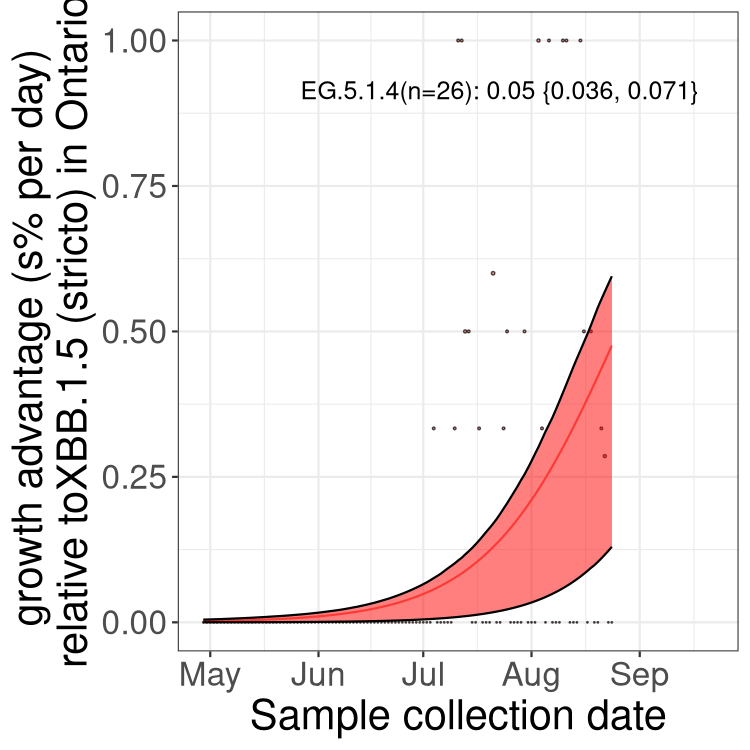 growth advantage (s% per day)
relative toXBB.1.5 (stricto) in Ontario
1.00
0.75
0.50
0.25
0.00
EG.5.1.4(n=26): 0.05 {0.036, 0.071}
May Jun Jul Aug Sep
Sample collection date